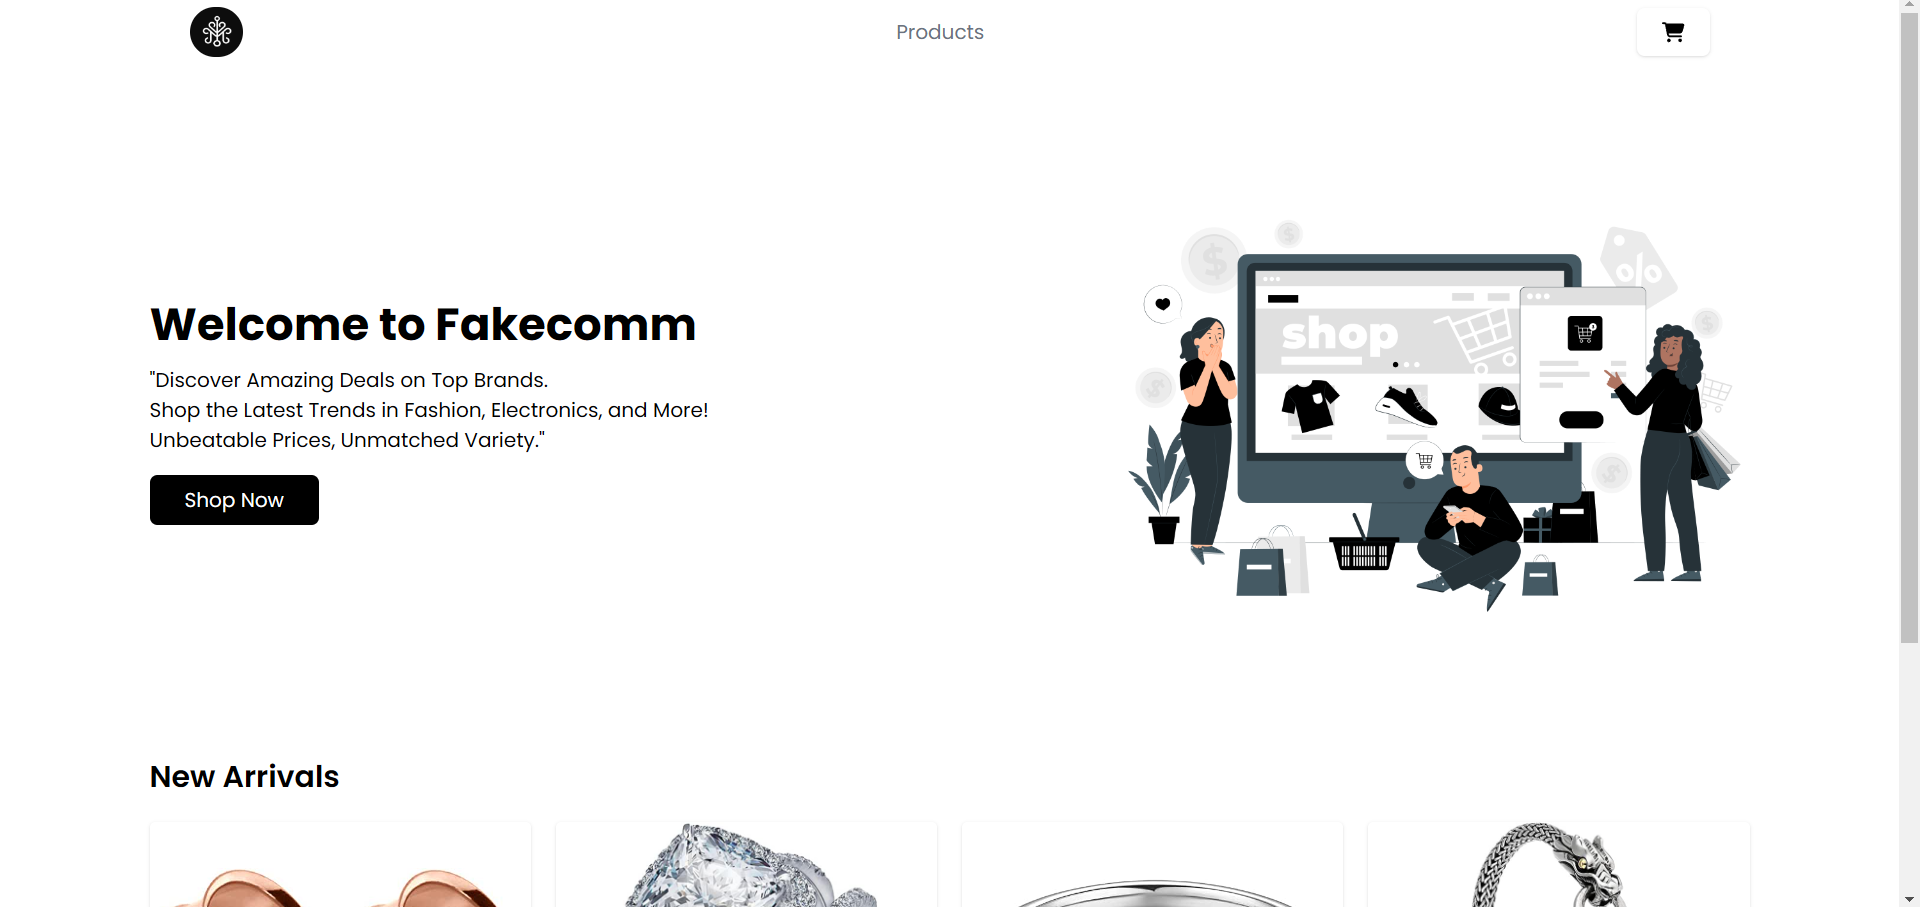 Products
Welcome to Fakecomm
"Discover Amazing Deals on Top Brands.
Shop the Latest Trends in Fashion, Electronics, and More!
Unbeatable Prices, Unmatched Variety."
Shop Now
$
$
%
shop
$
$
$
New Arrivals